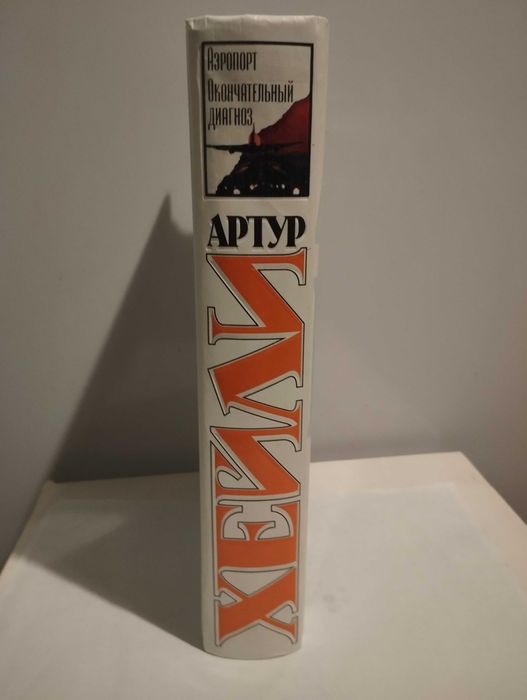 Аэропорт
Окончательный
диагноз
АРТУР
ХЕЙЛИ